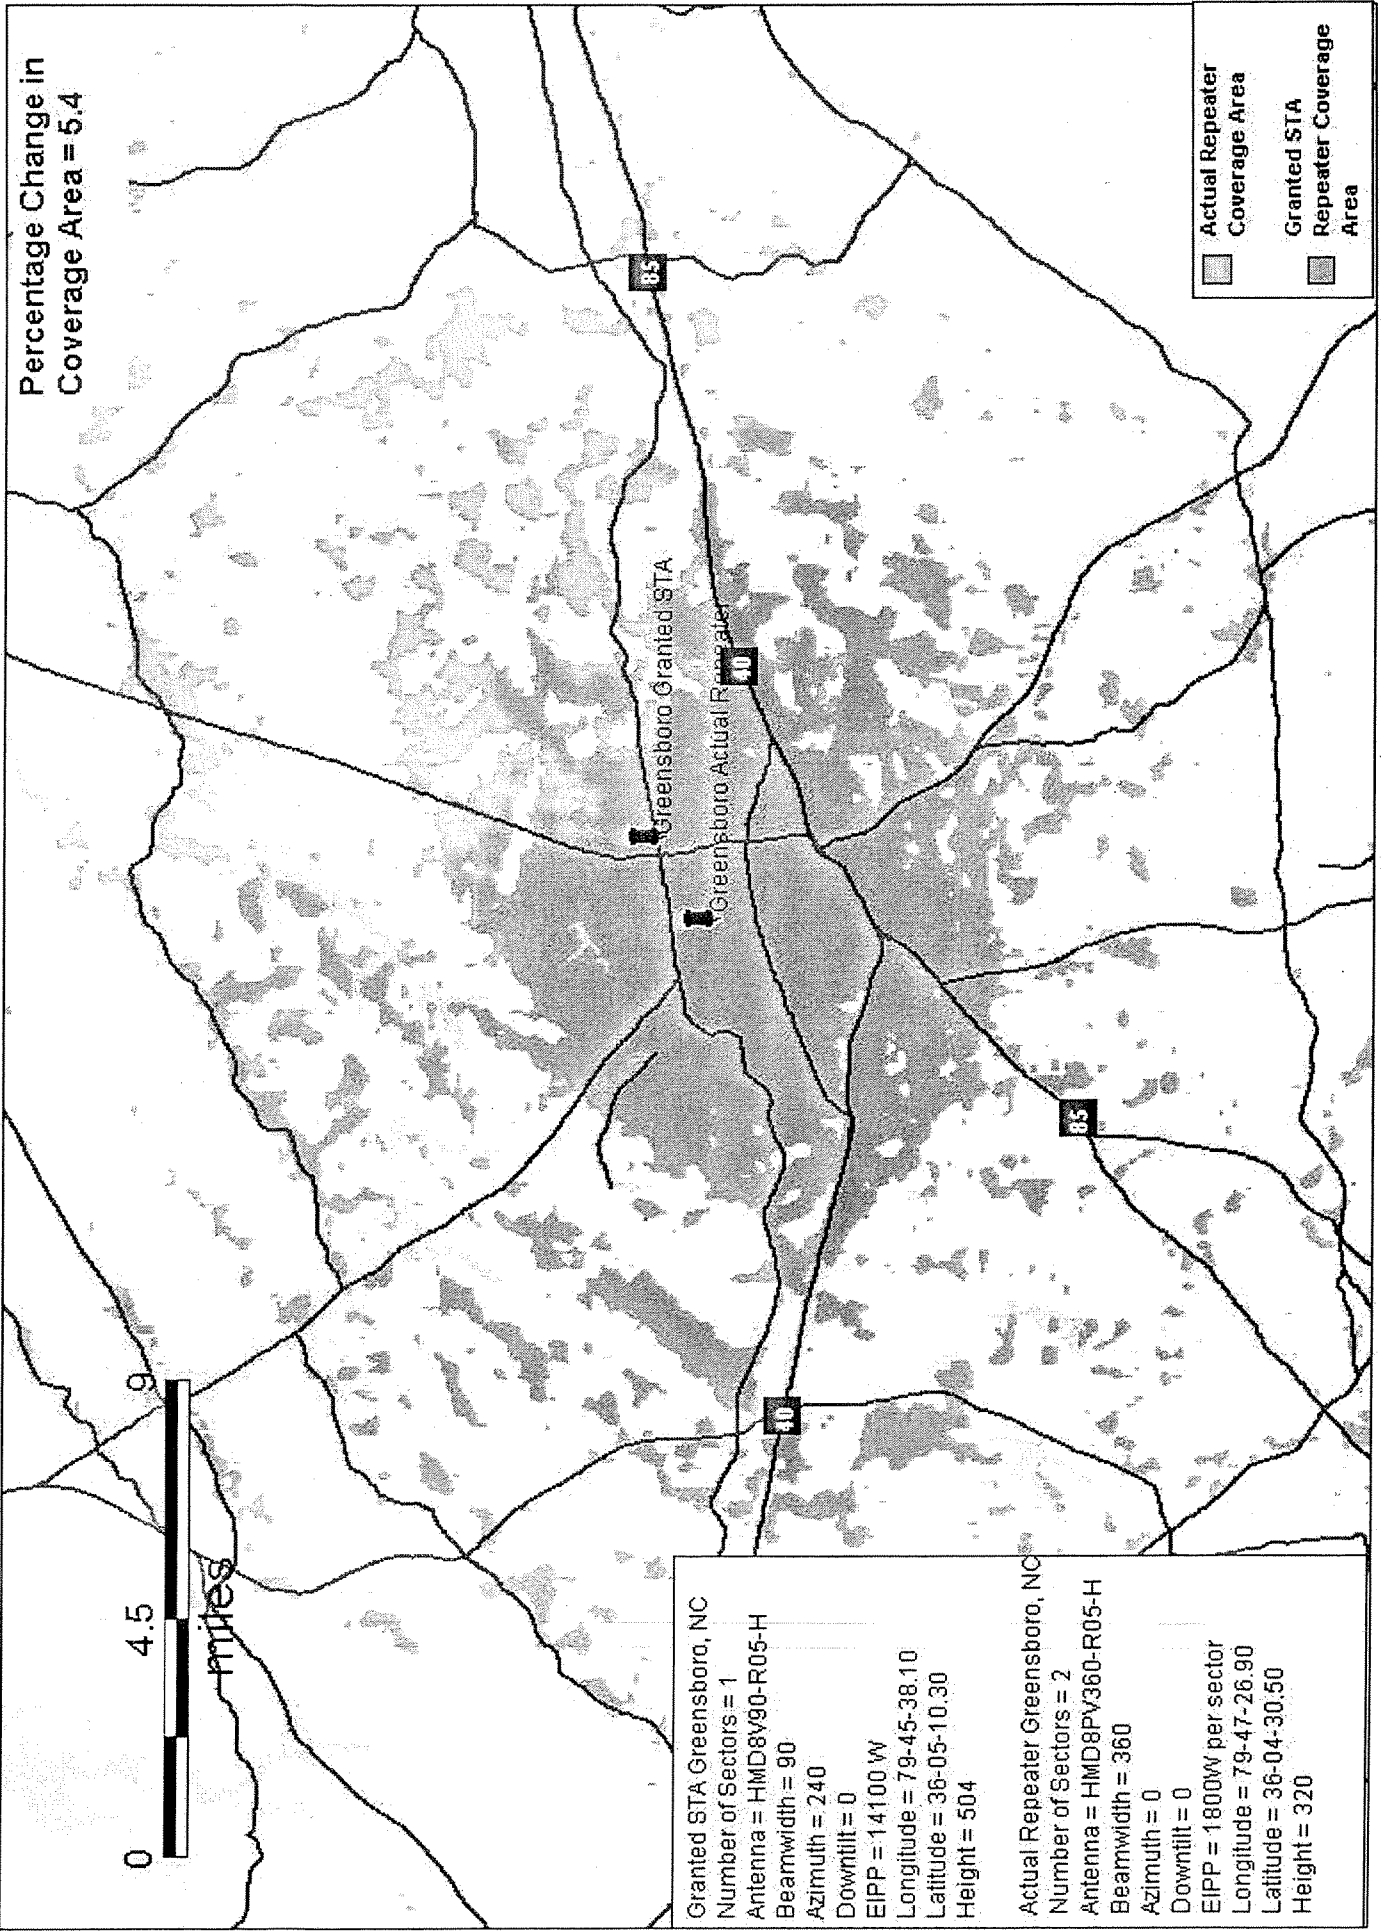 Percentage Change in
Coverage Area = 5.4
0 4.5 9
miles
85
Greensboro Granted STA
40
Greensboro Actual Repeater
85
40
Granted STA Greensboro, NC
Number of Sectors = 1
Antenna = HMD8V90-R05-H
Beamwidth = 90
Azimuth = 240
Downtilt = 0
EIPP = 14100 W
Longitude = 79-45-38.10
Latitude = 36-05-10.30
Height = 504
Actual Repeater Greensboro, NC
Number of Sectors = 2
Antenna = HMD8PV360-R05-H
Beamwidth = 360
Azimuth = 0
Downtilt = 0
EIPP = 1800W per sector
Longitude = 79-47-26.90
Latitude = 36-04-30.50
Height = 320
Actual Repeater
Coverage Area
Granted STA
Repeater Coverage
Area